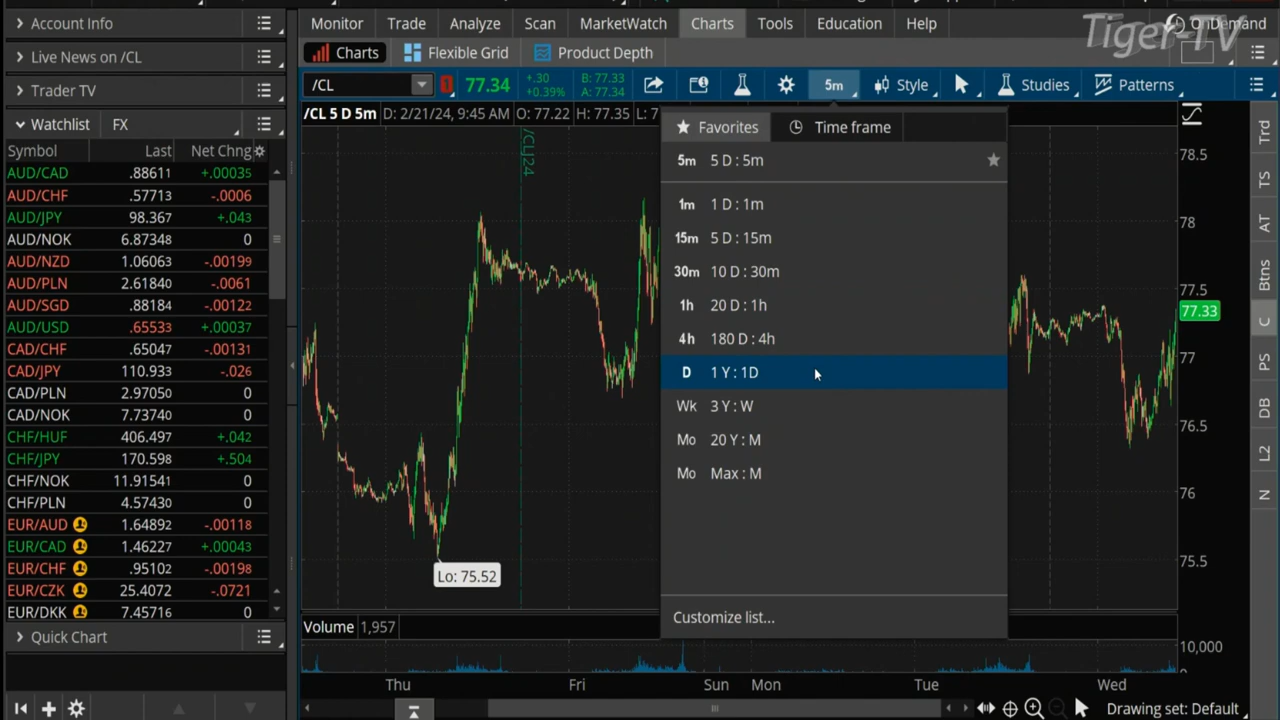 Account Info
Live News on /CL
Trader TV
Watchlist FX
Symbol Last Net Chng
AUD/CAD .88611 +.00035
AUD/CHF .57713 -.0006
AUD/JPY 98.367 +.043
AUD/NOK 6.87348 0
AUD/NZD 1.06063 -.00199
AUD/PLN 2.61840 -.0061
AUD/SGD .88184 -.00122
AUD/USD .65533 +.00037
CAD/CHF .65047 -.00131
CAD/JPY 110.933 -.026
CAD/PLN 2.97050 0
CAD/NOK 7.73740 0
CHF/HUF 406.497 +.042
CHF/JPY 170.598 +.504
CHF/NOK 11.91541 0
CHF/PLN 4.57430 0
EUR/AUD 1.64892 -.00118
EUR/CAD 1.46227 +.00043
EUR/CHF .95102 -.00198
EUR/CZK 25.4072 -.0721
EUR/DKK 7.45716 0
Quick Chart
Monitor Trade Analyze Scan MarketWatch Charts Tools Education Help OnDemand
Tiger-TV
Charts Flexible Grid Product Depth
/CL 77.34 +.30 B: 77.33 5m Style Studies Patterns
+0.39% A: 77.34
/CL 5 D 5m D: 2/21/24, 9:45 AM O: 77.22 H: 77.35 L: 7
/CLJ24
Favorites Time frame
5m 5 D : 5m
1m 1 D : 1m
15m 5 D : 15m
30m 10 D : 30m
1h 20 D : 1h
4h 180 D : 4h
D 1 Y : 1D
Wk 3 Y : W
Mo 20 Y : M
Mo Max : M
Customize list...
78.5
78
77.5
77.33
77
76.5
76
75.5
Lo: 75.52
Volume 1,957
10,000
Thu Fri Sun Mon Tue Wed
Drawing set: Default
Trd
TS
AT
Btns
C
PS
DB
L2
N